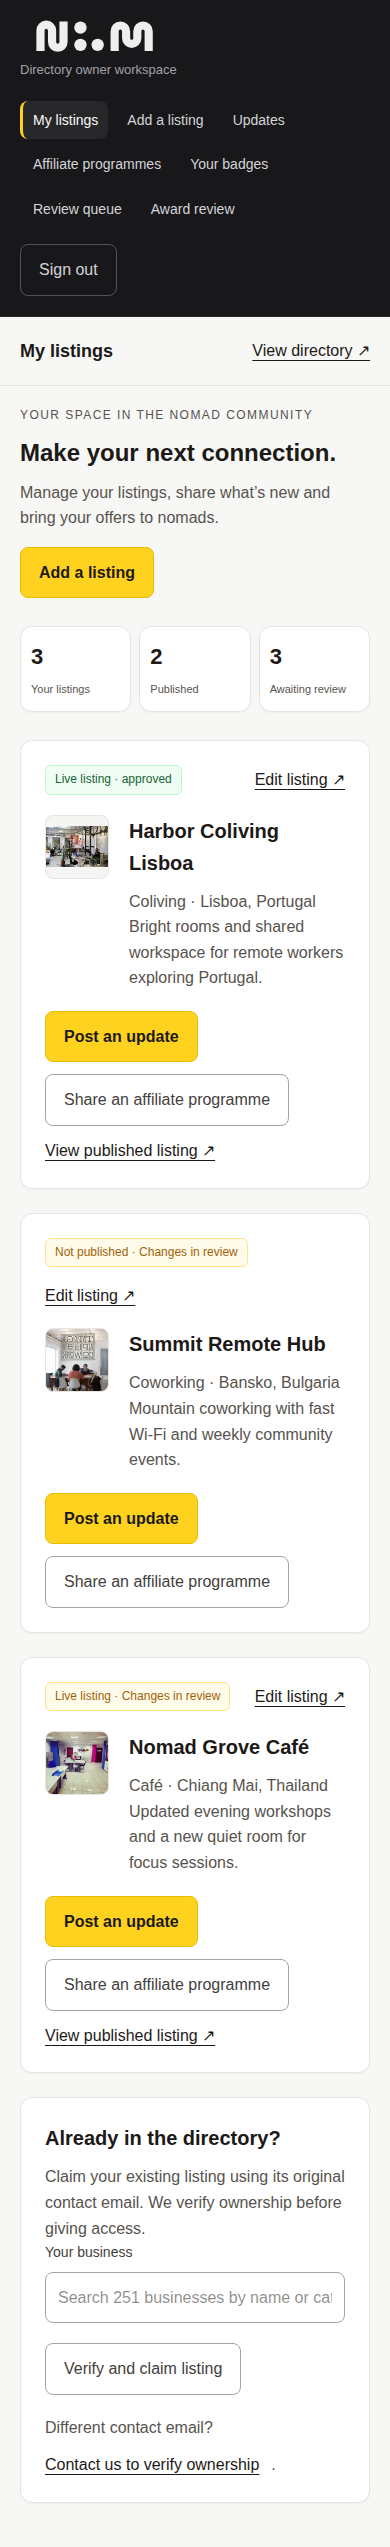 N:.M
Directory owner workspace
My listings Add a listing Updates
Affiliate programmes Your badges
Review queue Award review
Sign out
My listings View directory ↗
YOUR SPACE IN THE NOMAD COMMUNITY
Make your next connection.
Manage your listings, share what’s new and
bring your offers to nomads.
Add a listing
3 2 3
Your listings Published Awaiting review
Live listing · approved Edit listing ↗
Harbor Coliving
Lisboa
Coliving · Lisboa, Portugal
Bright rooms and shared
workspace for remote workers
exploring Portugal.
Post an update
Share an affiliate programme
View published listing ↗
Not published · Changes in review
Edit listing ↗
Summit Remote Hub
Coworking · Bansko, Bulgaria
Mountain coworking with fast
Wi-Fi and weekly community
events.
Post an update
Share an affiliate programme
Live listing · Changes in review Edit listing ↗
Nomad Grove Café
Café · Chiang Mai, Thailand
Updated evening workshops
and a new quiet room for
focus sessions.
Post an update
Share an affiliate programme
View published listing ↗
Already in the directory?
Claim your existing listing using its original
contact email. We verify ownership before
giving access.
Your business
Search 251 businesses by name or cat
Verify and claim listing
Different contact email?
Contact us to verify ownership .